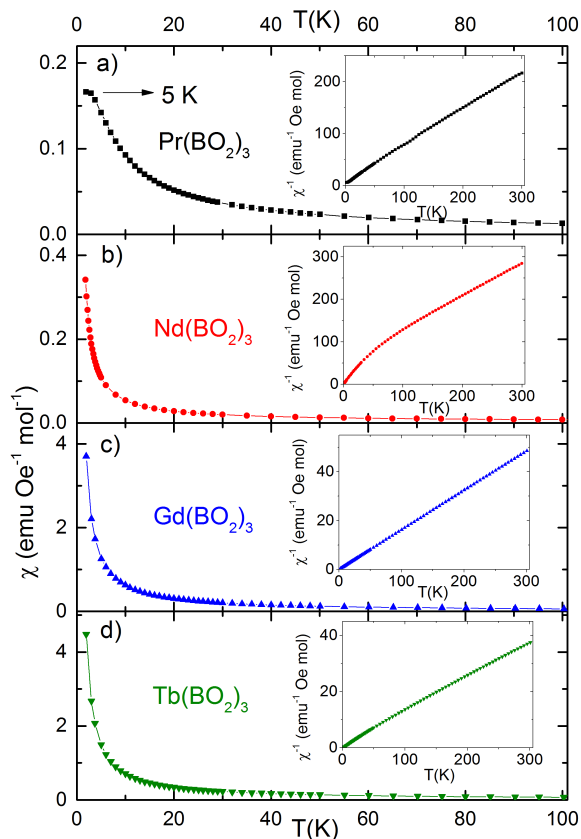 T(K)
0 20 40 60 80 100
a)
5 K
Pr(BO2)3
0.2
0.1
0.0
χ-1 (emu-1 Oe mol)
200
100
0
0 100 200 300
T(K)
b)
Nd(BO2)3
0.4
0.2
0.0
χ-1 (emu-1 Oe mol)
300
200
100
0
0 100 200 300
T(K)
c)
Gd(BO2)3
4
2
0
χ-1 (emu-1 Oe mol)
40
20
0
0 100 200 300
T(K)
d)
Tb(BO2)3
4
2
0
χ-1 (emu-1 Oe mol)
40
20
0
0 100 200 300
T(K)
χ (emu Oe-1 mol-1)
0 20 40 60 80 100
T(K)